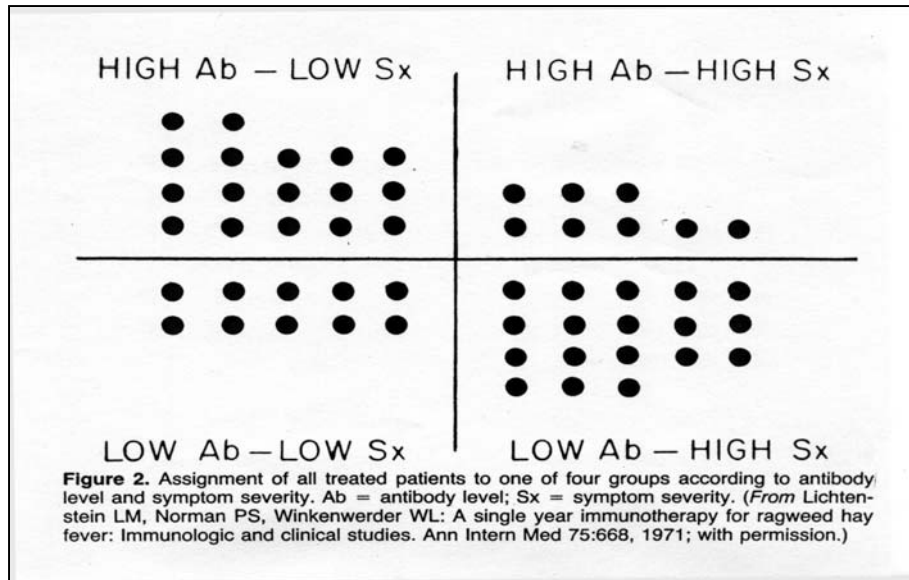 HIGH Ab – LOW Sx
HIGH Ab – HIGH Sx
LOW Ab – LOW Sx
LOW Ab – HIGH Sx
Figure 2. Assignment of all treated patients to one of four groups according to antibody
level and symptom severity. Ab = antibody level; Sx = symptom severity. (From Lichten-
stein LM, Norman PS, Winkenwerder WL: A single year immunotherapy for ragweed hay
fever: Immunologic and clinical studies. Ann Intern Med 75:668, 1971; with permission.)